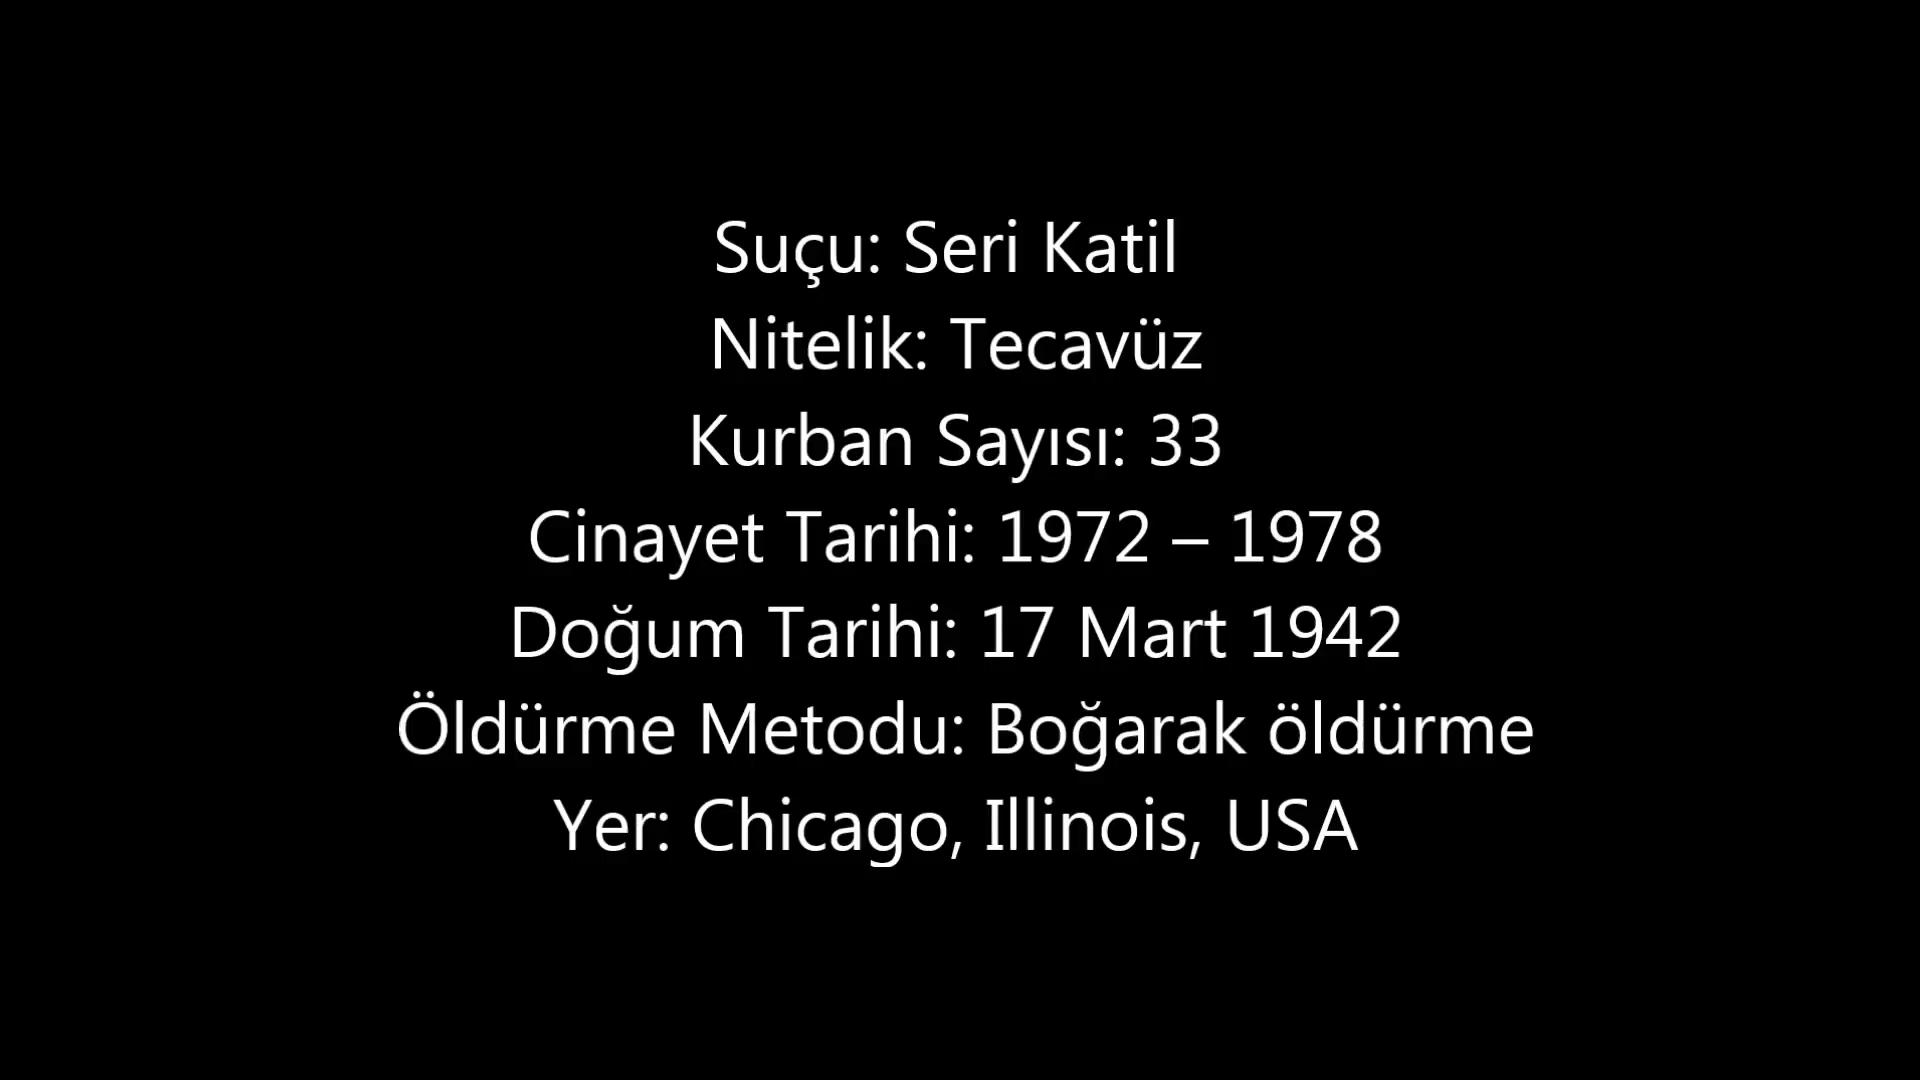 Suçu: Seri Katil
Nitelik: Tecavüz
Kurban Sayısı: 33
Cinayet Tarihi: 1972 – 1978
Doğum Tarihi: 17 Mart 1942
Öldürme Metodu: Boğarak öldürme
Yer: Chicago, Illinois, USA